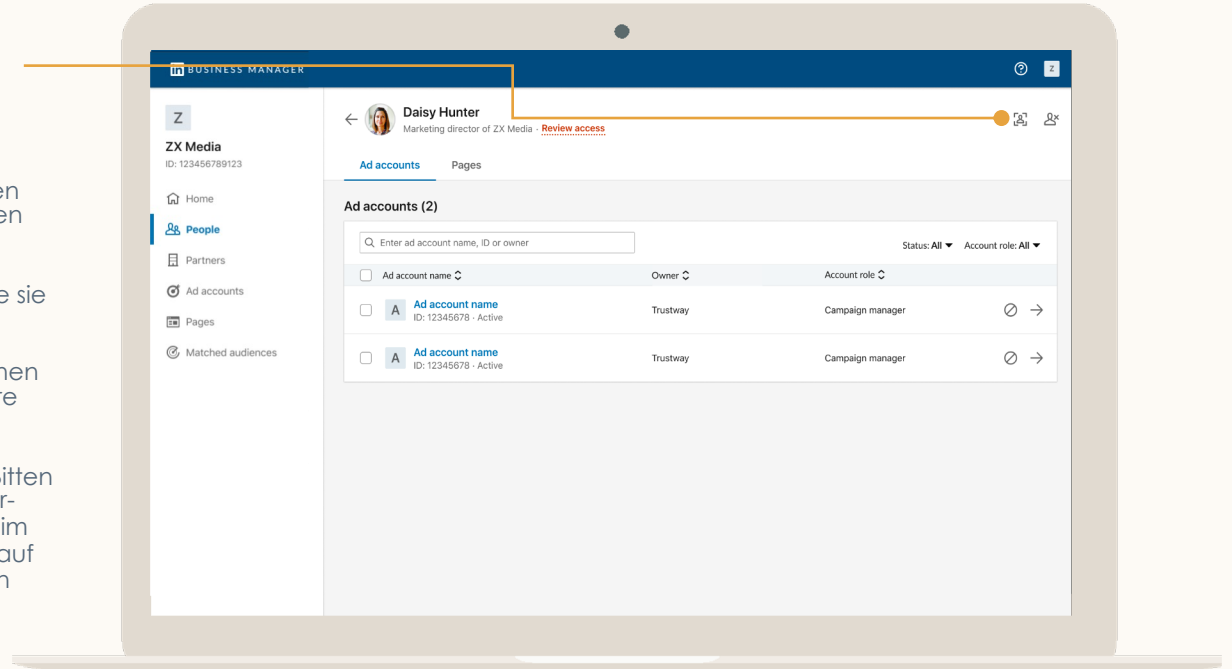 en
en
e sie
nen
re
itten
r-
im
auf
n
in BUSINESS MANAGER
Z
Z
ZX Media
ID: 123456789123
Home
People
Partners
Ad accounts
Pages
Matched audiences
Daisy Hunter
Marketing director of ZX Media · Review access
Ad accounts Pages
Ad accounts (2)
Enter ad account name, ID or owner
Status: All Account role: All
Ad account name Owner Account role
A Ad account name Trustway Campaign manager
ID: 12345678 · Active
A Ad account name Trustway Campaign manager
ID: 12345678 · Active